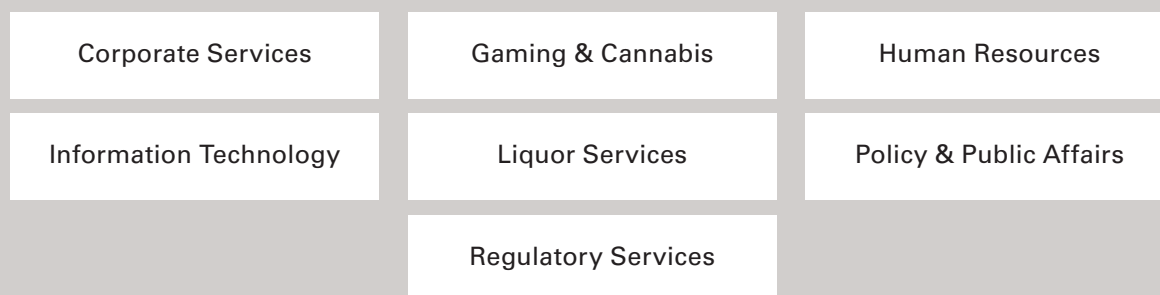 Corporate Services
Gaming & Cannabis
Human Resources
Information Technology
Liquor Services
Policy & Public Affairs
Regulatory Services